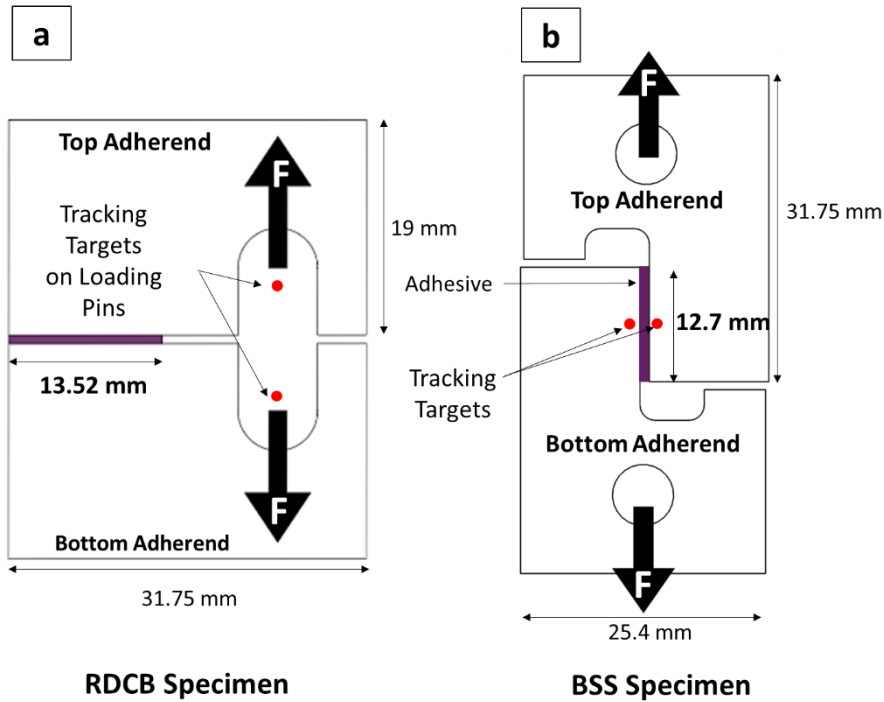 a
Top Adherend
F
Tracking
Targets
on Loading
Pins
19 mm
13.52 mm
F
Bottom Adherend
31.75 mm
RDCB Specimen
b
F
Top Adherend
31.75 mm
Adhesive
12.7 mm
Tracking
Targets
Bottom Adherend
F
25.4 mm
BSS Specimen